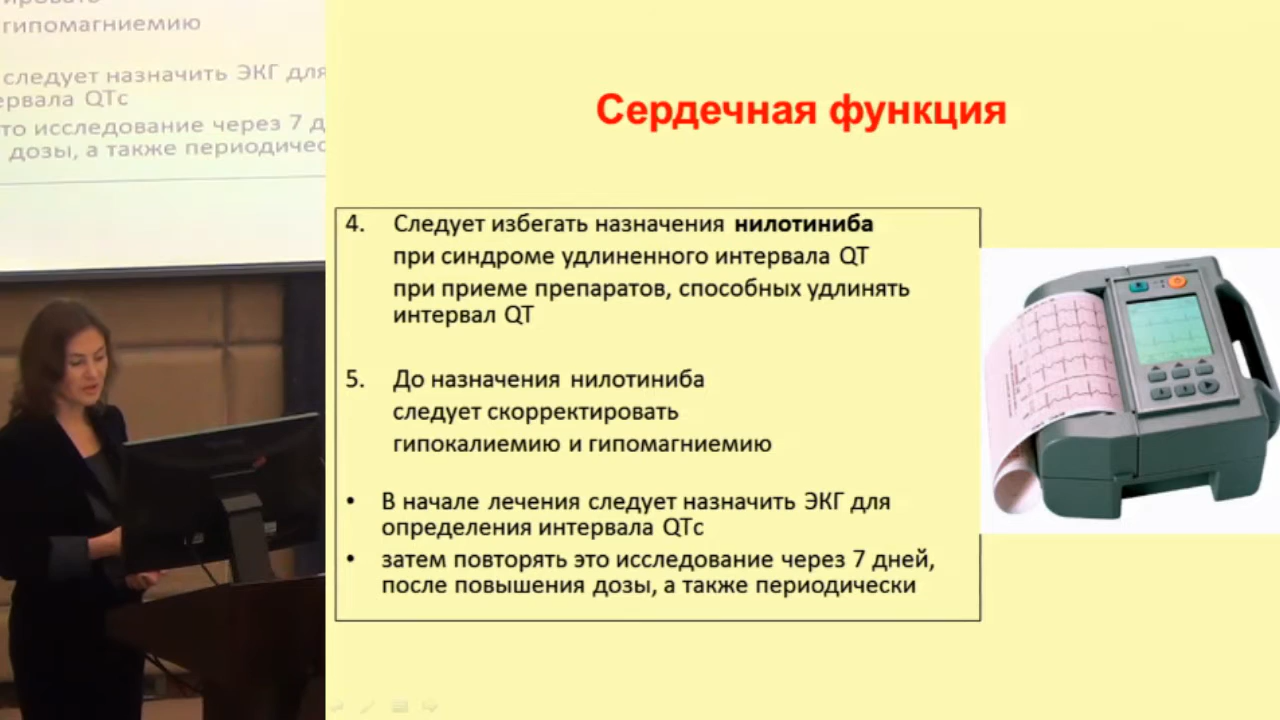 гипомагниемию
следует назначить ЭКГ для
интервала QTc
это исследование через 7 д
дозы, а также периодичес
Сердечная функция
4. Следует избегать назначения нилотиниба
при синдроме удлиненного интервала QT
при приеме препаратов, способных удлинять
интервал QT
5. До назначения нилотиниба
следует скорректировать
гипокалиемию и гипомагниемию
• В начале лечения следует назначить ЭКГ для
определения интервала QTc
• затем повторять это исследование через 7 дней,
после повышения дозы, а также периодически